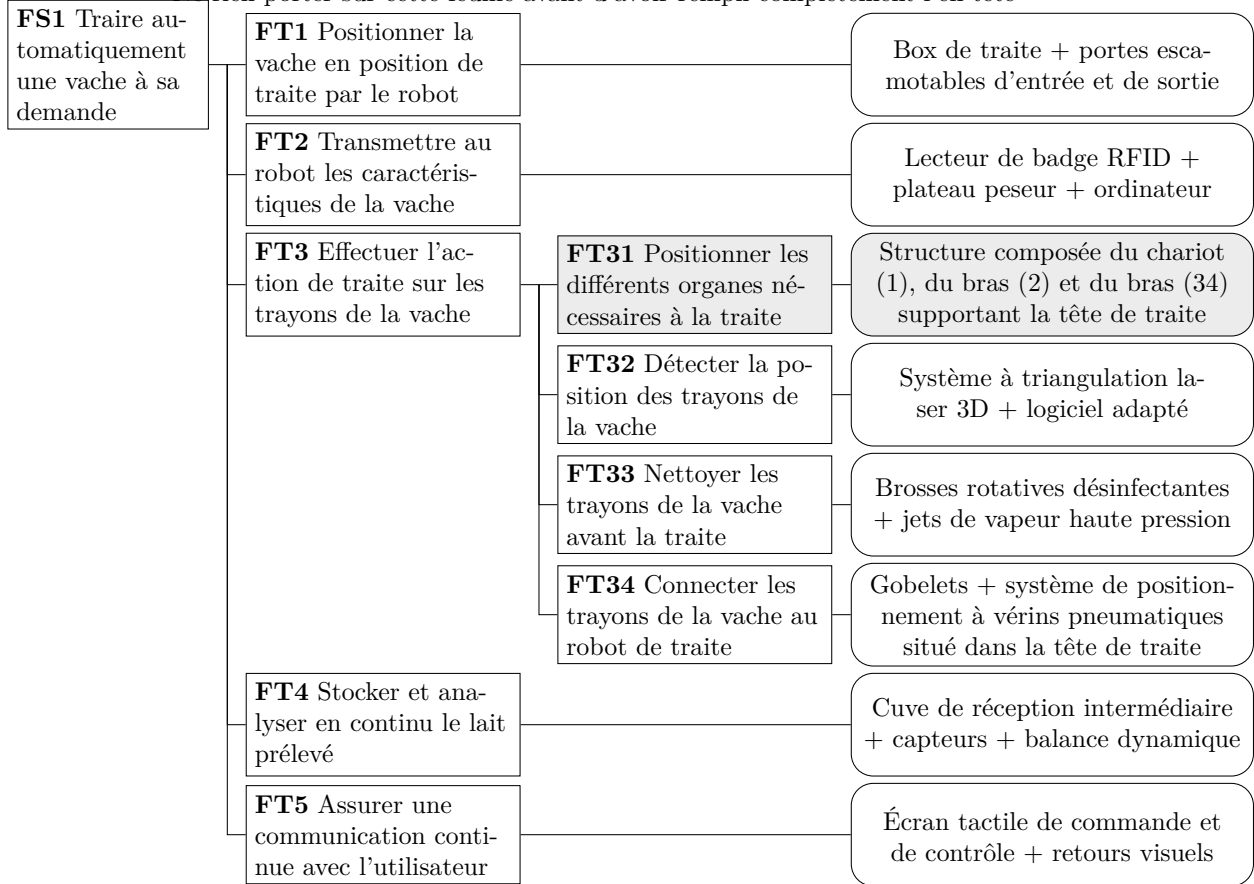 FS1 Traire au-
tomatiquement
une vache à sa
demande
FT1 Positionner la
vache en position de
traite par le robot
Box de traite + portes esca-
motables d'entrée et de sortie
FT2 Transmettre au
robot les caractéris-
tiques de la vache
Lecteur de badge RFID +
plateau peseur + ordinateur
FT3 Effectuer l'ac-
tion de traite sur les
trayons de la vache
FT31 Positionner les
différents organes né-
cessaires à la traite
Structure composée du chariot
(1), du bras (2) et du bras (34)
supportant la tête de traite
FT32 Détecter la po-
sition des trayons de
la vache
Système à triangulation la-
ser 3D + logiciel adapté
FT33 Nettoyer les
trayons de la vache
avant la traite
Brosses rotatives désinfectantes
+ jets de vapeur haute pression
FT34 Connecter les
trayons de la vache au
robot de traite
Gobelets + système de position-
nement à vérins pneumatiques
situé dans la tête de traite
FT4 Stocker et ana-
lyser en continu le lait
prélevé
Cuve de réception intermédiaire
+ capteurs + balance dynamique
FT5 Assurer une
communication conti-
nue avec l'utilisateur
Écran tactile de commande et
de contrôle + retours visuels